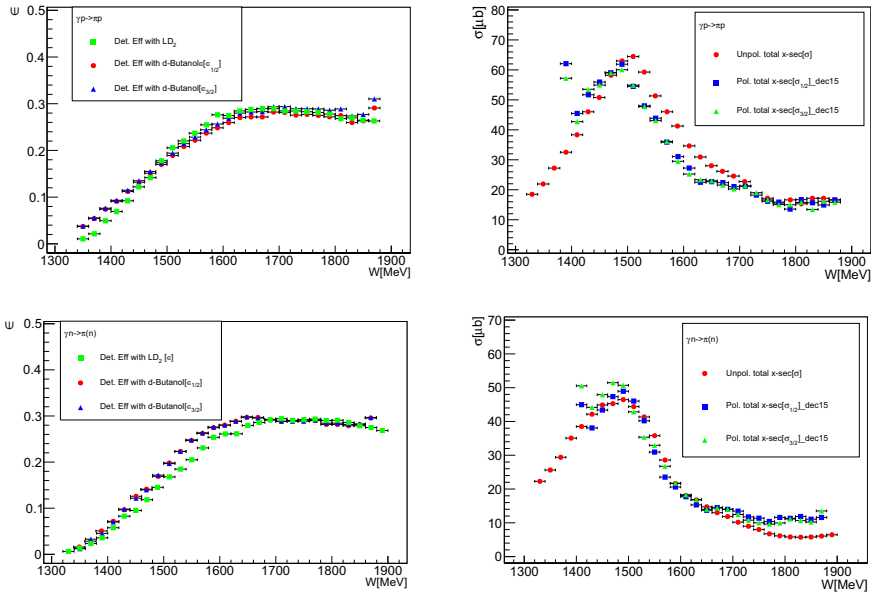 γp->πp
Det. Eff with LD2
Det. Eff with d-Butanolε[ε1/2]
Det. Eff with d-Butanol[ε3/2]
ε
0.5
0.4
0.3
0.2
0.1
0
1300 1400 1500 1600 1700 1800 1900
W[MeV]
γp->πp
Unpol. total x-sec[σ]
Pol. total x-sec[σ1/2]_dec15
Pol. total x-sec[σ3/2]_dec15
σ[μb]
80
70
60
50
40
30
20
10
0
1300 1400 1500 1600 1700 1800 1900
W[MeV]
γn->π(n)
Det. Eff with LD2 [ε]
Det. Eff with d-Butanol[ε1/2]
Det. Eff with d-Butanol[ε3/2]
ε
0.5
0.4
0.3
0.2
0.1
0
1300 1400 1500 1600 1700 1800 1900
W[MeV]
γn->π(n)
Unpol. total x-sec[σ]
Pol. total x-sec[σ1/2]_dec15
Pol. total x-sec[σ3/2]_dec15
σ[μb]
70
60
50
40
30
20
10
0
1300 1400 1500 1600 1700 1800 1900
W[MeV]